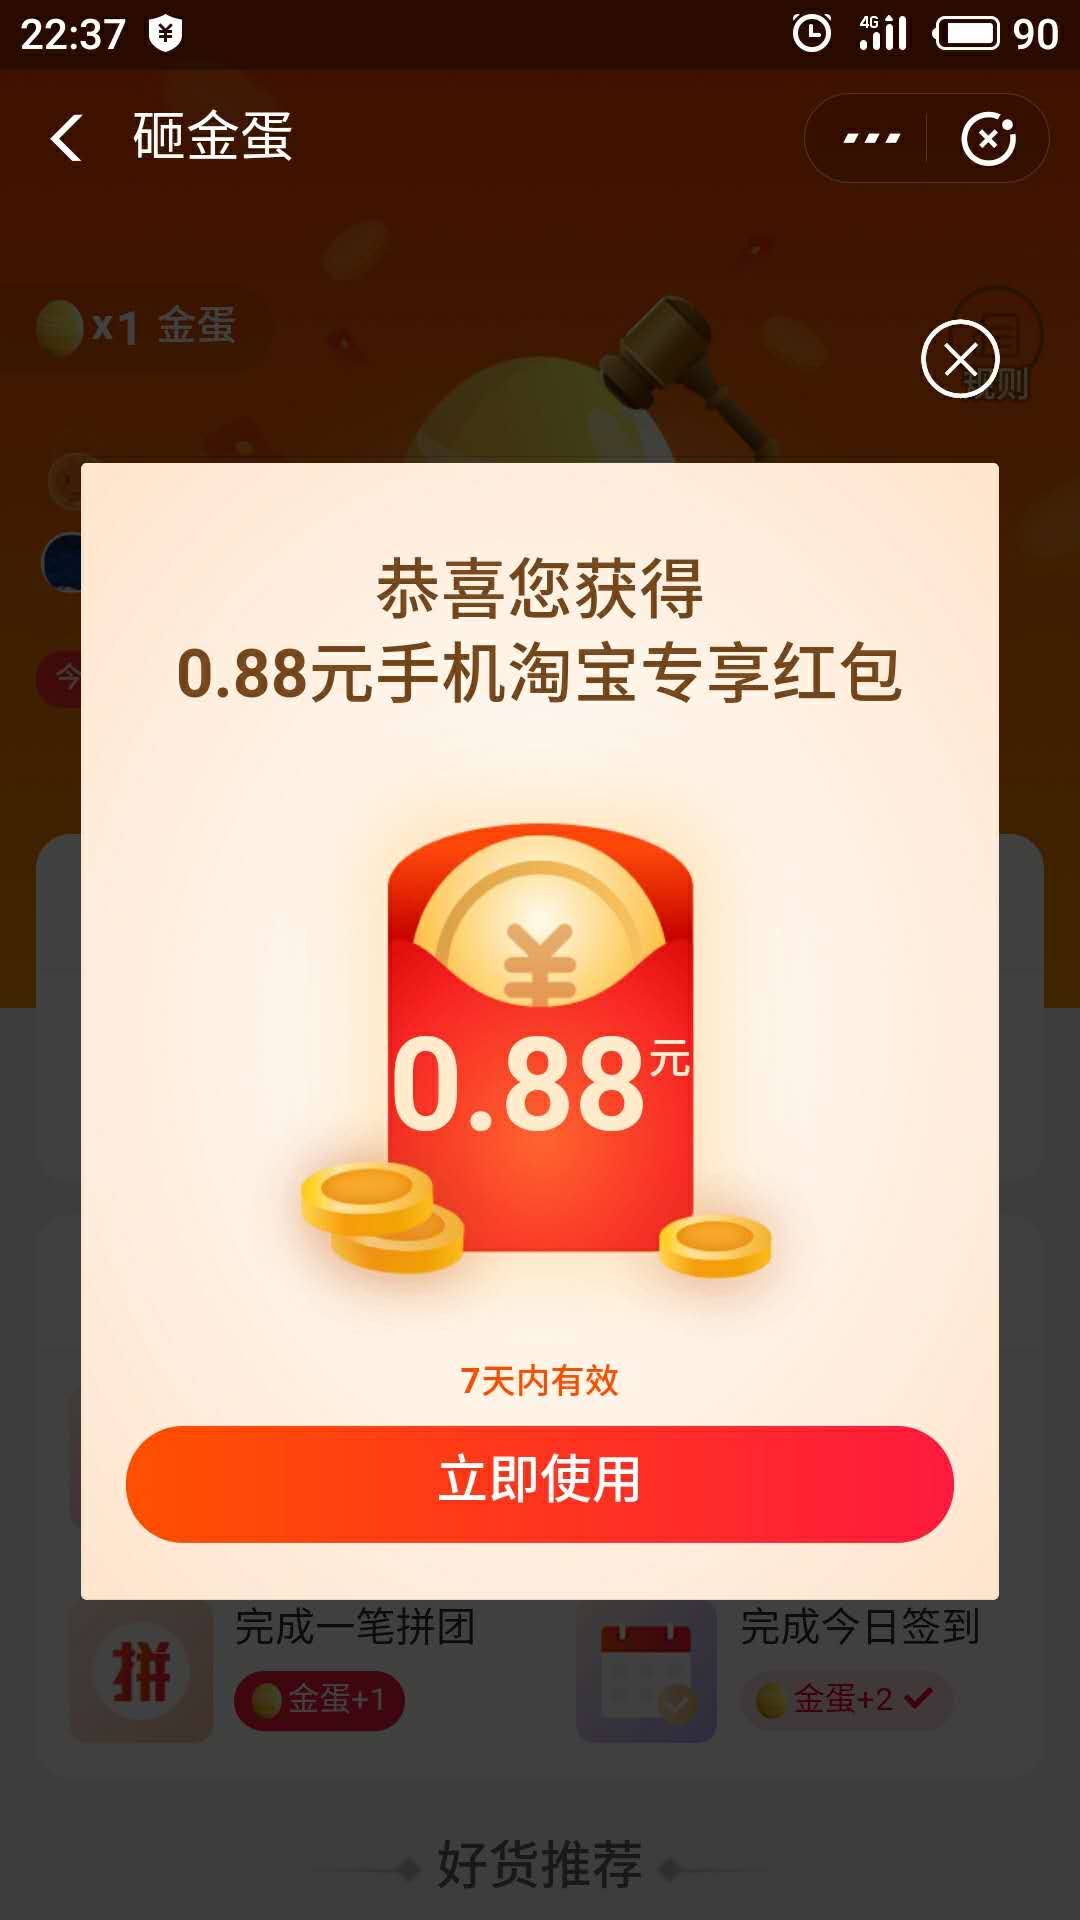 22:37
4G
90
砸金蛋
x1 金蛋
规则
今
恭喜您获得
0.88元手机淘宝专享红包
¥
0.88元
7天内有效
立即使用
完成一笔拼团
完成今日签到
拼
金蛋+1
金蛋+2
好货推荐